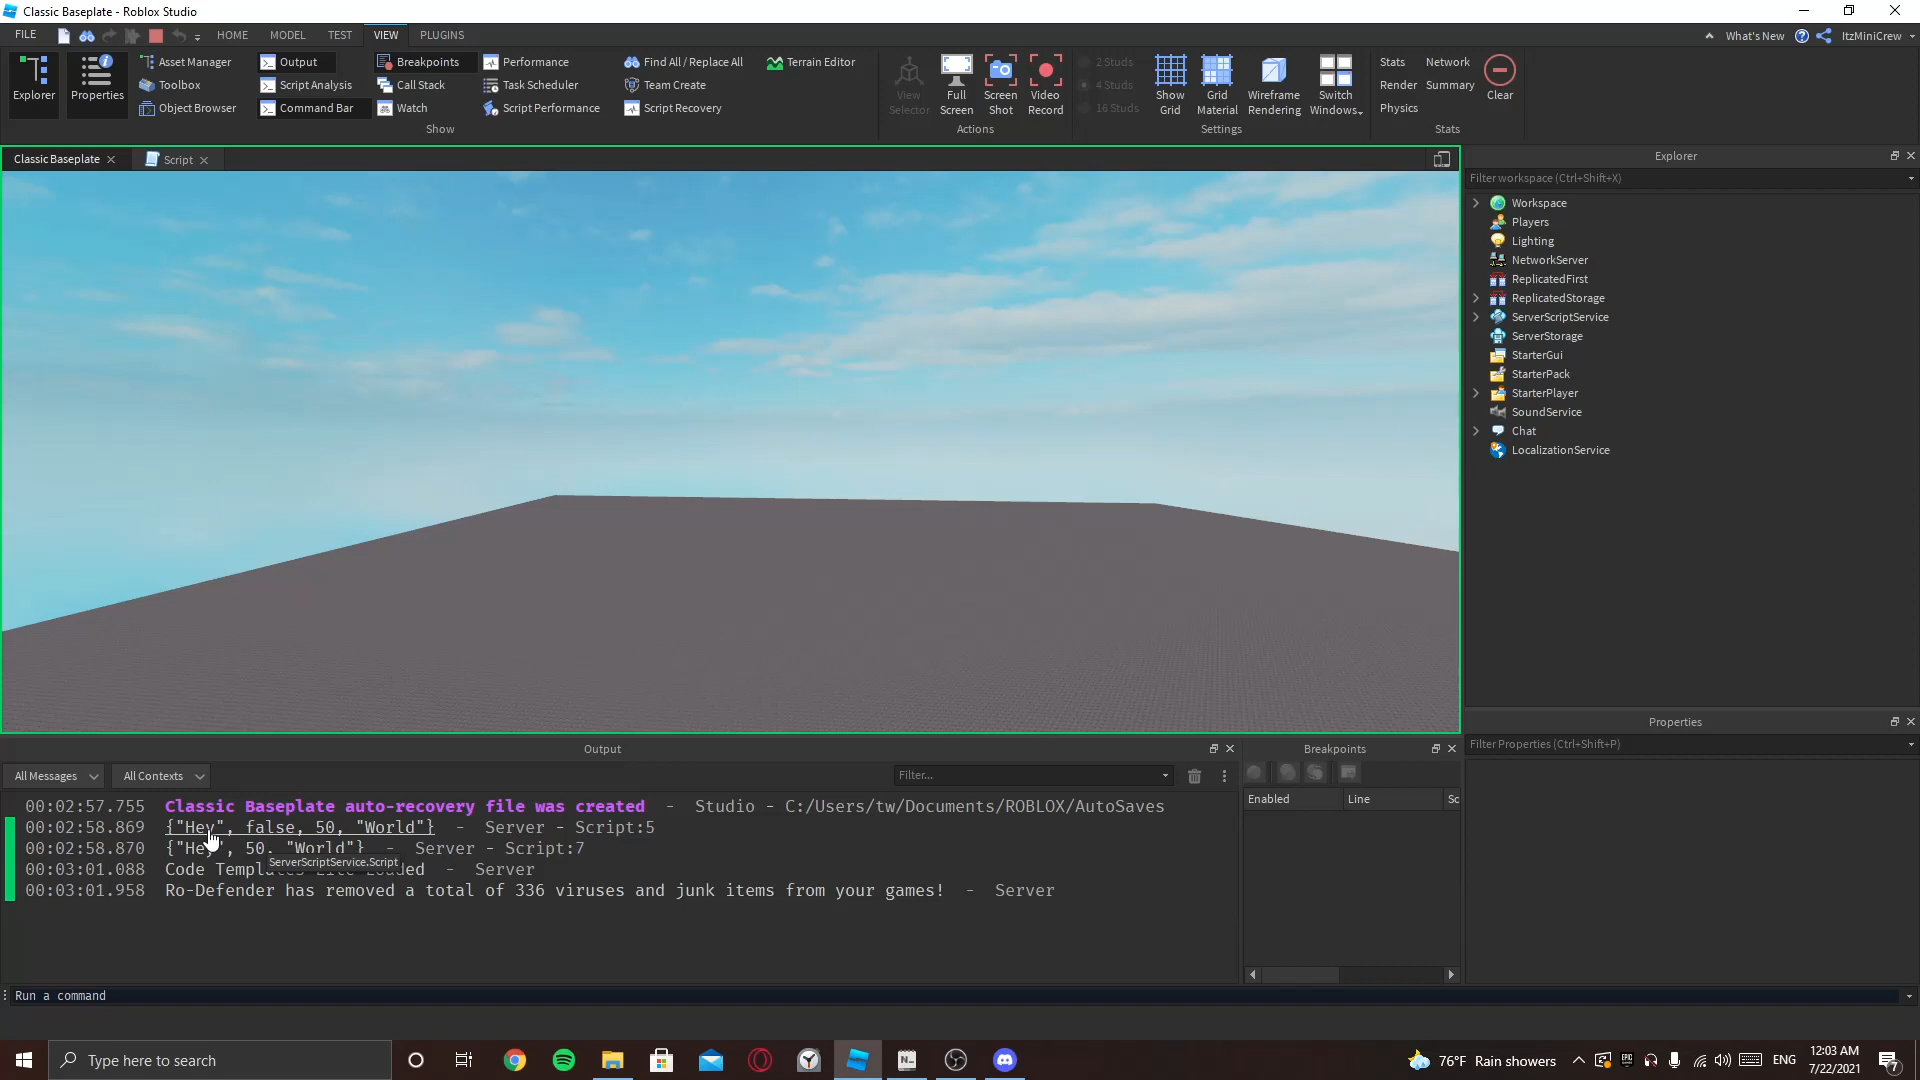 Classic Baseplate - Roblox Studio
FILE HOME MODEL TEST VIEW PLUGINS What's New ItzMiniCrew
Explorer
Properties
Asset Manager
Toolbox
Object Browser
Output
Script Analysis
Command Bar
Breakpoints
Call Stack
Watch
Performance
Task Scheduler
Script Performance
Find All / Replace All
Team Create
Script Recovery
Terrain Editor
Show
View Selector
Full Screen
Screen Shot
Video Record
Actions
2 Studs
4 Studs
16 Studs
Show Grid
Grid Material
Wireframe Rendering
Switch Windows
Settings
Stats Network
Render Summary
Physics
Clear
Stats
Classic Baseplate
Script
Explorer
Filter workspace (Ctrl+Shift+X)
Workspace
Players
Lighting
NetworkServer
ReplicatedFirst
ReplicatedStorage
ServerScriptService
ServerStorage
StarterGui
StarterPack
StarterPlayer
SoundService
Chat
LocalizationService
Properties
Filter Properties (Ctrl+Shift+P)
Output
All Messages All Contexts Filter...
00:02:57.755 Classic Baseplate auto-recovery file was created - Studio - C:/Users/tw/Documents/ROBLOX/AutoSaves
00:02:58.869 {"Hey", false, 50, "World"} - Server - Script:5
00:02:58.870 {"Hey", 50, "World"} - Server - Script:7
ServerScriptService.Script
00:03:01.088 Code Loaded - Server
00:03:01.958 Ro-Defender has removed a total of 336 viruses and junk items from your games! - Server
Breakpoints
Enabled Line Sc
Run a command
Type here to search
76°F Rain showers
ENG
12:03 AM
7/22/2021
7